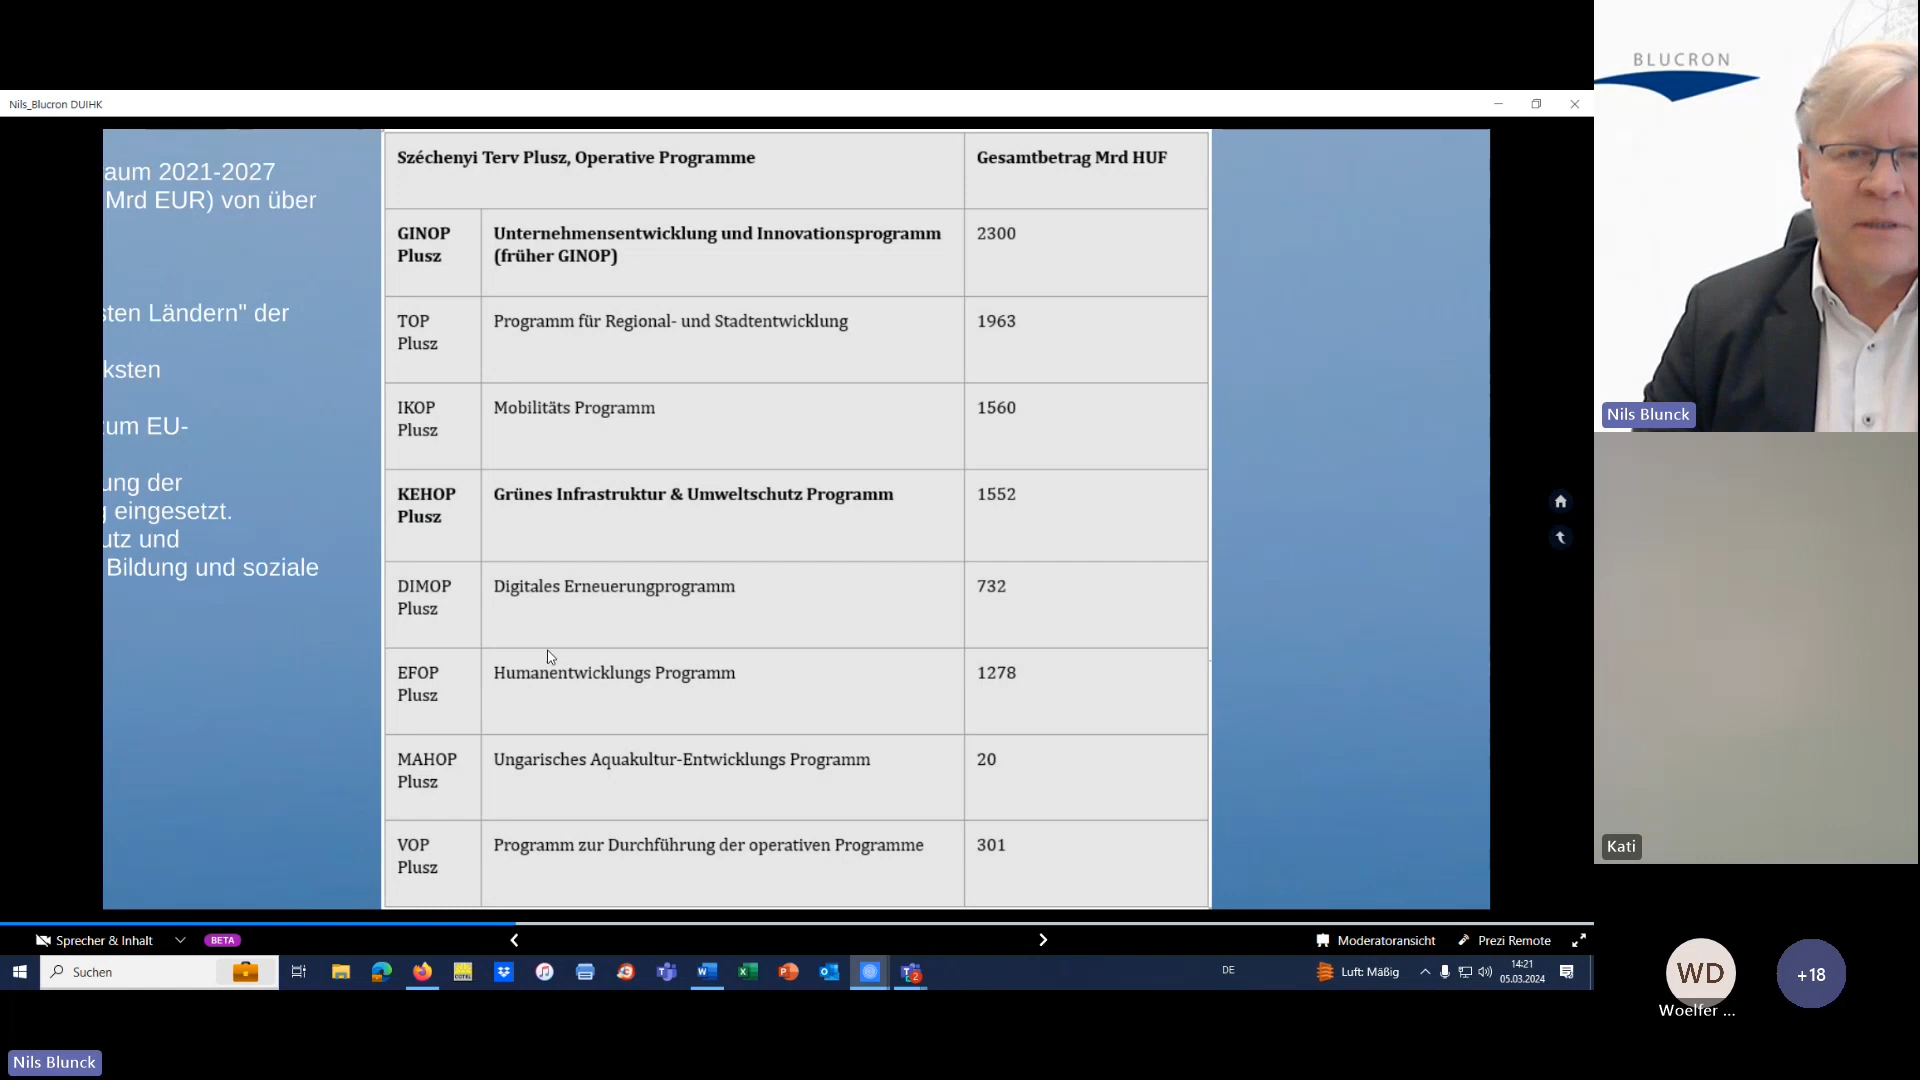 BLUCRON
Nils_Blucron DUIHK
aum 2021-2027
Mrd EUR) von über
sten Ländern" der
ksten
um EU-
ung der
g eingesetzt.
utz und
Bildung und soziale
Széchenyi Terv Plusz, Operative Programme
Gesamtbetrag Mrd HUF
GINOP
Plusz
Unternehmensentwicklung und Innovationsprogramm
(früher GINOP)
2300
TOP
Plusz
Programm für Regional- und Stadtentwicklung
1963
IKOP
Plusz
Mobilitäts Programm
1560
KEHOP
Plusz
Grünes Infrastruktur & Umweltschutz Programm
1552
DIMOP
Plusz
Digitales Erneuerungprogramm
732
EFOP
Plusz
Humanentwicklungs Programm
1278
MAHOP
Plusz
Ungarisches Aquakultur-Entwicklungs Programm
20
VOP
Plusz
Programm zur Durchführung der operativen Programme
301
Nils Blunck
Kati
Sprecher & Inhalt
BETA
Moderatoransicht
Prezi Remote
Suchen
DE
Luft: Mäßig
14:21
05.03.2024
WD
+18
Woelfer ...
Nils Blunck